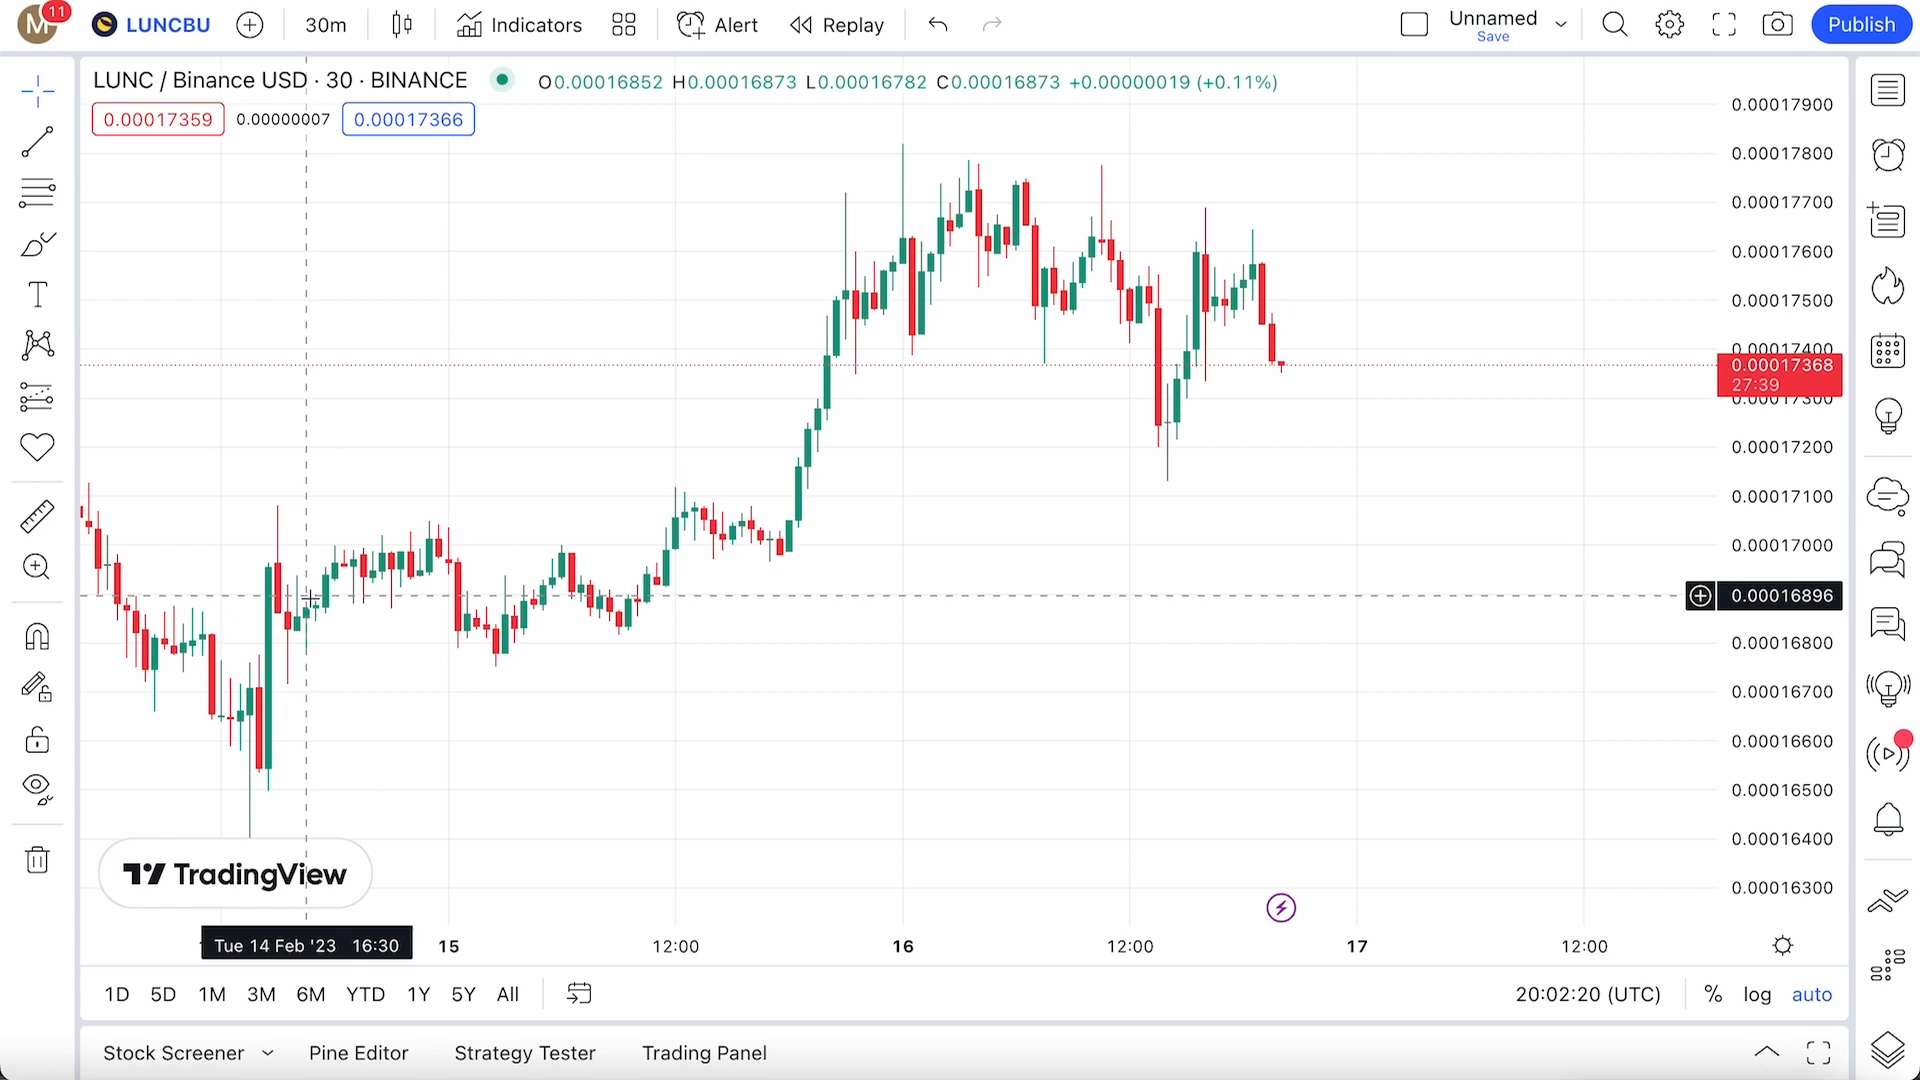 M 11 LUNCBU 30m Indicators Alert Replay Unnamed Save Publish
LUNC / Binance USD · 30 · BINANCE O0.00016852 H0.00016873 L0.00016782 C0.00016873 +0.00000019 (+0.11%)
0.00017359 0.00000007 0.00017366
0.00017900
0.00017800
0.00017700
0.00017600
0.00017500
0.00017400
0.00017368
27:39
0.00017300
0.00017200
0.00017100
0.00017000
0.00016896
0.00016800
0.00016700
0.00016600
0.00016500
0.00016400
0.00016300
TradingView
Tue 14 Feb '23 16:30 15 12:00 16 12:00 17 12:00
1D 5D 1M 3M 6M YTD 1Y 5Y All 20:02:20 (UTC) % log auto
Stock Screener Pine Editor Strategy Tester Trading Panel